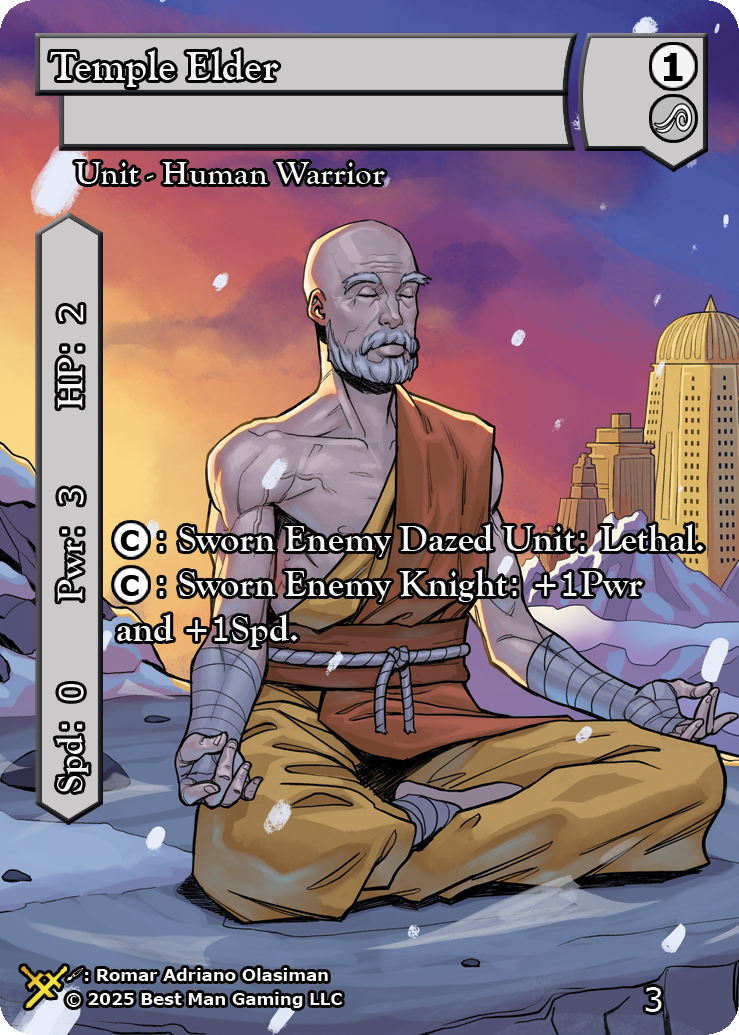 Temple Elder
1
Unit - Human Warrior
HP: 2
Pwr: 3
Spd: 0
©: Sworn Enemy Dazed Unit: Lethal.
©: Sworn Enemy Knight: +1Pwr
and +1Spd.
: Romar Adriano Olasiman
© 2025 Best Man Gaming LLC
3